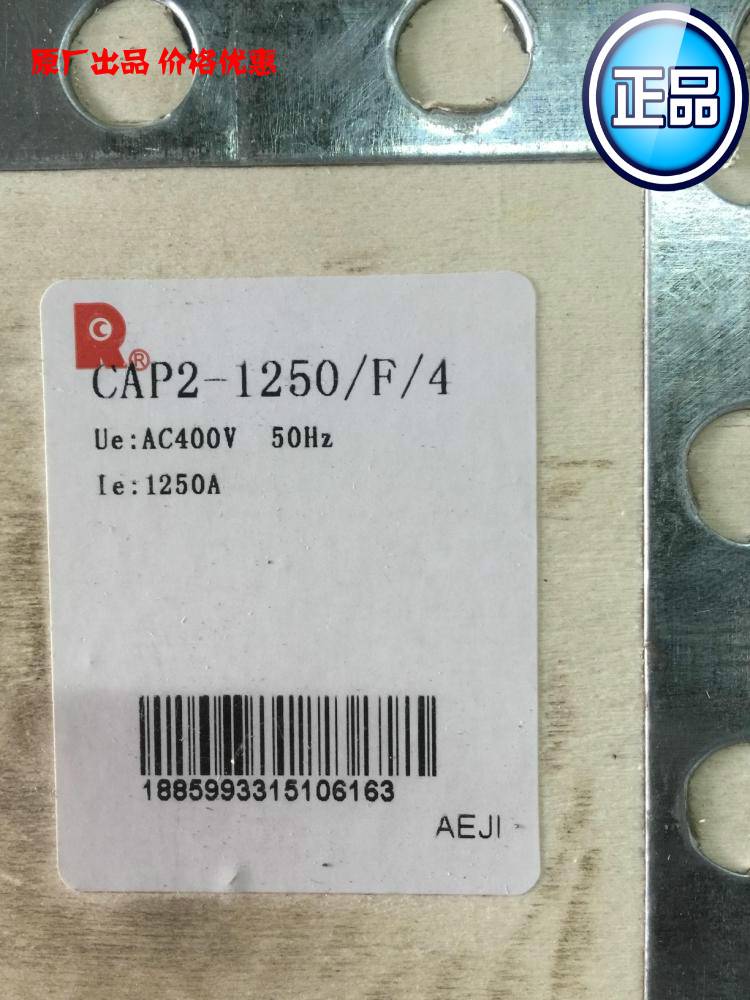 原厂出品 价格优惠
正品
R®
CAP2-1250/F/4
Ue:AC400V 50Hz
Ie:1250A
1885993315106163
AEJI